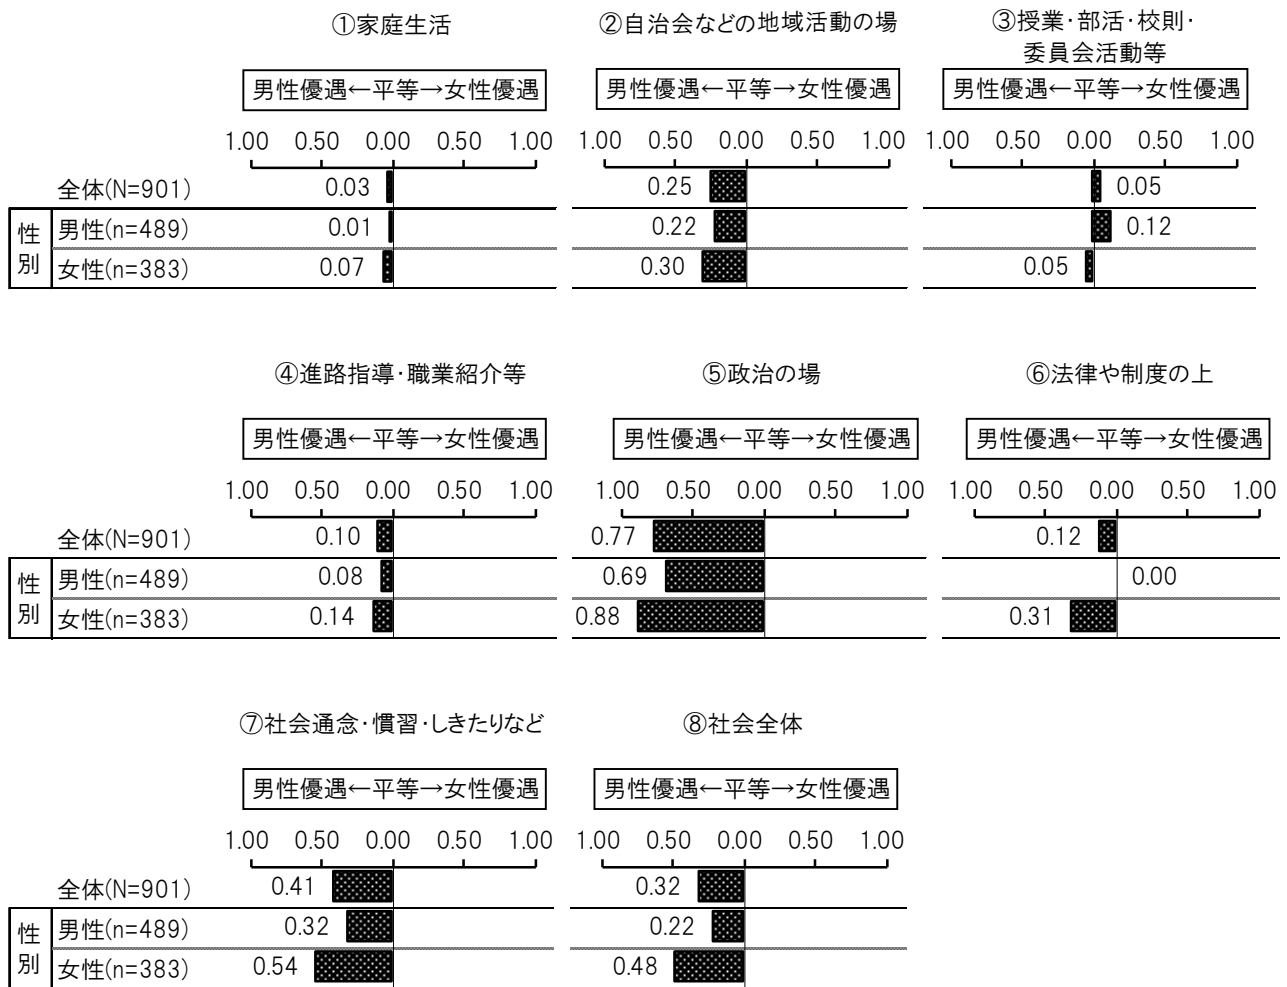 ①家庭生活
②自治会などの地域活動の場
③授業・部活・校則・
委員会活動等
男性優遇←平等→女性優遇
男性優遇←平等→女性優遇
男性優遇←平等→女性優遇
1.00 0.50 0.00 0.50 1.00
1.00 0.50 0.00 0.50 1.00
1.00 0.50 0.00 0.50 1.00
全体(N=901) 0.03 0.25 0.05
性別
男性(n=489) 0.01 0.22 0.12
女性(n=383) 0.07 0.30 0.05
④進路指導・職業紹介等
⑤政治の場
⑥法律や制度の上
男性優遇←平等→女性優遇
男性優遇←平等→女性優遇
男性優遇←平等→女性優遇
1.00 0.50 0.00 0.50 1.00
1.00 0.50 0.00 0.50 1.00
1.00 0.50 0.00 0.50 1.00
全体(N=901) 0.10 0.77 0.12
性別
男性(n=489) 0.08 0.69 0.00
女性(n=383) 0.14 0.88 0.31
⑦社会通念・慣習・しきたりなど
⑧社会全体
男性優遇←平等→女性優遇
男性優遇←平等→女性優遇
1.00 0.50 0.00 0.50 1.00
1.00 0.50 0.00 0.50 1.00
全体(N=901) 0.41 0.32
性別
男性(n=489) 0.32 0.22
女性(n=383) 0.54 0.48